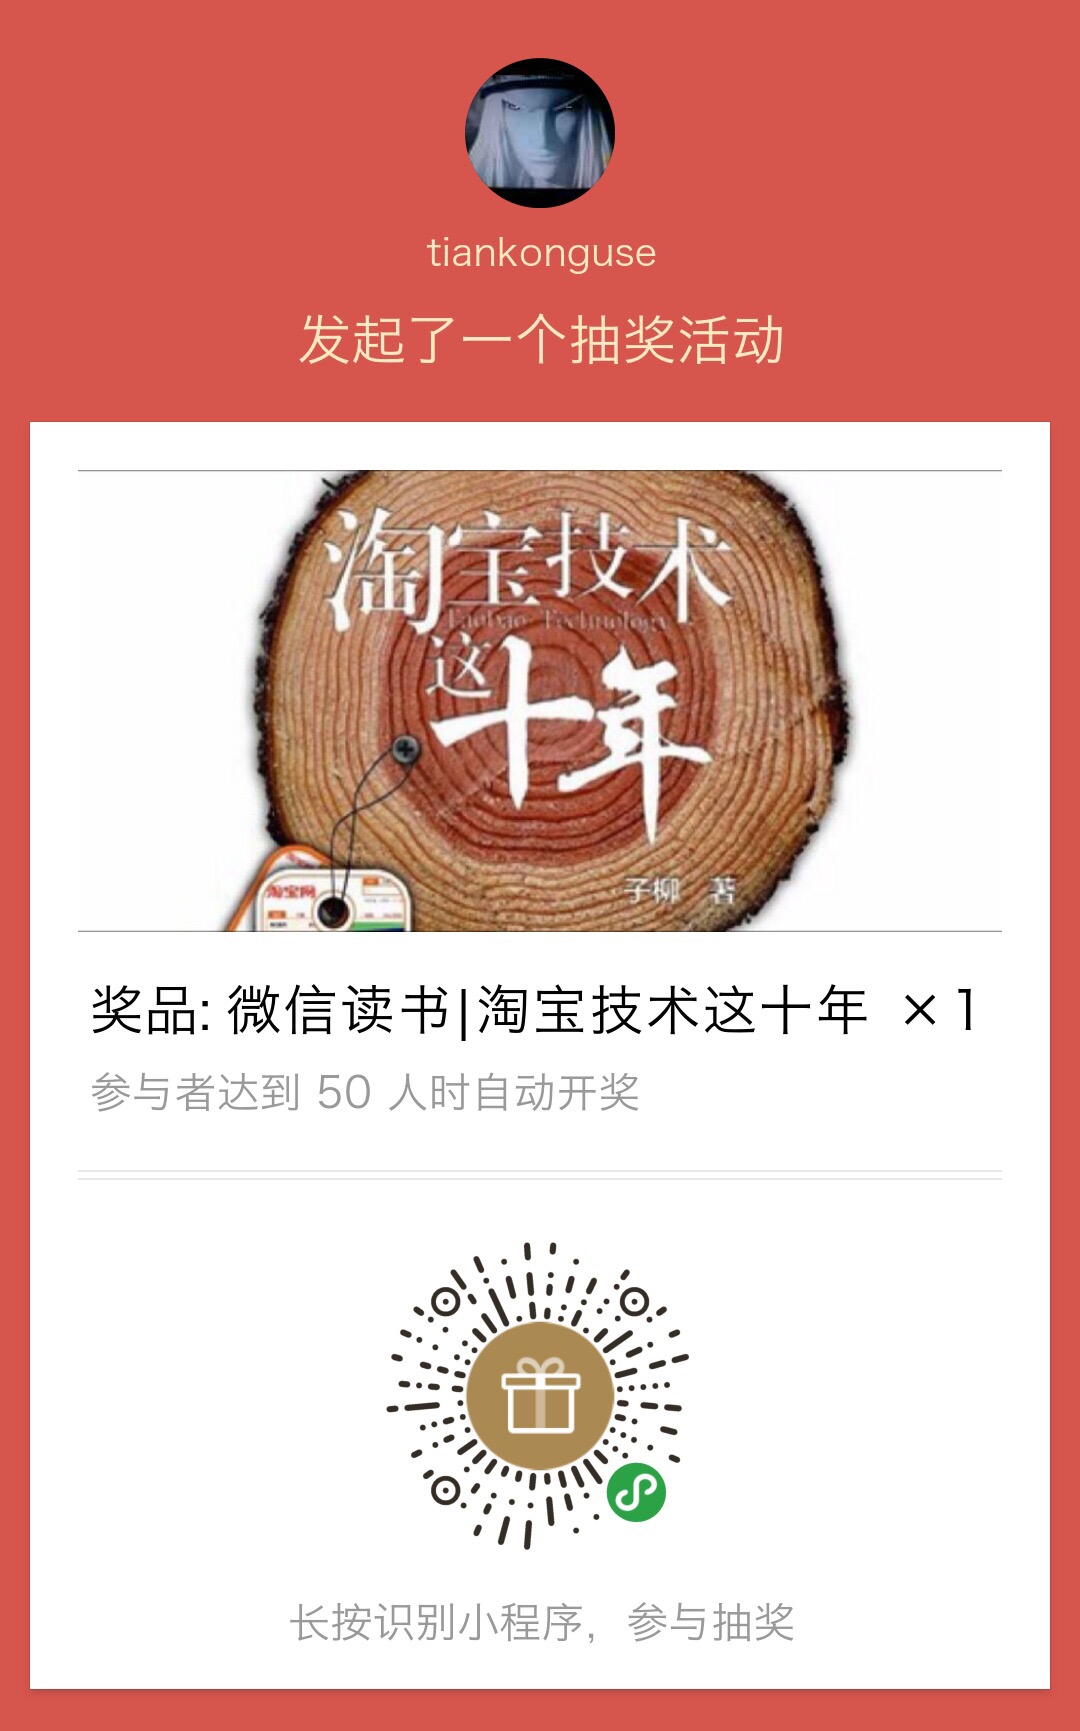 tiankonguse
发起了一个抽奖活动
淘宝技术
Taobao Technology
这十年
子柳 著
淘宝网
奖品: 微信读书|淘宝技术这十年 ×1
参与者达到 50 人时自动开奖
长按识别小程序，参与抽奖